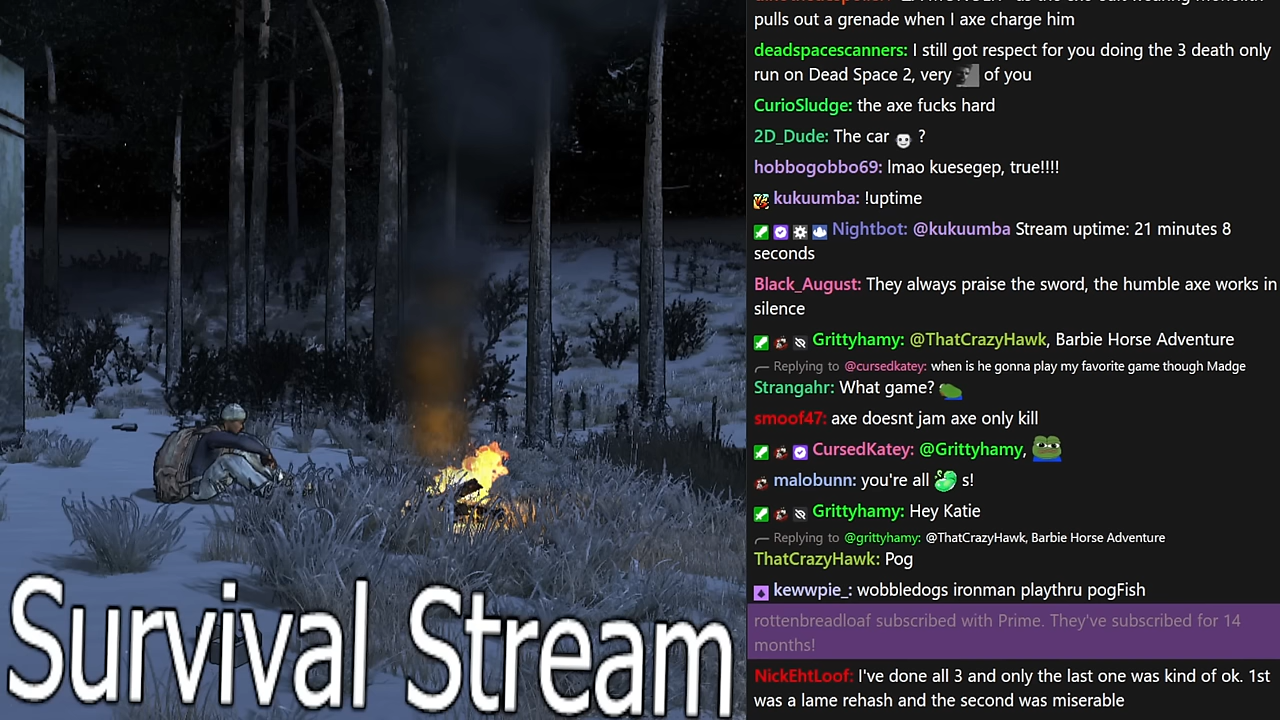 pulls out a grenade when I axe charge him
deadspacescanners: I still got respect for you doing the 3 death only
run on Dead Space 2, very of you
CurioSludge: the axe fucks hard
2D_Dude: The car ?
hobbogobbo69: lmao kuesegep, true!!!!
kukuumba: !uptime
Nightbot: @kukuumba Stream uptime: 21 minutes 8
seconds
Black_August: They always praise the sword, the humble axe works in
silence
Grittyhamy: @ThatCrazyHawk, Barbie Horse Adventure
Replying to @cursedkatey: when is he gonna play my favorite game though Madge
Strangahr: What game?
smoof47: axe doesnt jam axe only kill
CursedKatey: @Grittyhamy,
malobunn: you're all s!
Grittyhamy: Hey Katie
Replying to @grittyhamy: @ThatCrazyHawk, Barbie Horse Adventure
ThatCrazyHawk: Pog
kewwpie_: wobbledogs ironman playthru pogFish
rottenbreadloaf subscribed with Prime. They've subscribed for 14
months!
NickEhtLoof: I've done all 3 and only the last one was kind of ok. 1st
was a lame rehash and the second was miserable
Survival Stream